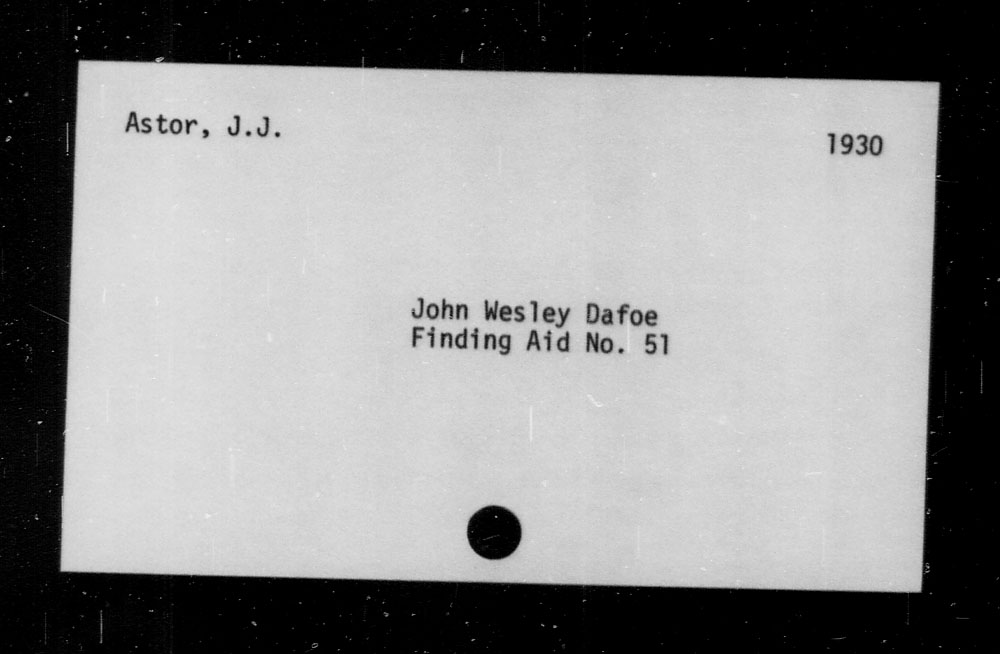 Astor, J.J.
1930
John Wesley Dafoe
Finding Aid No. 51